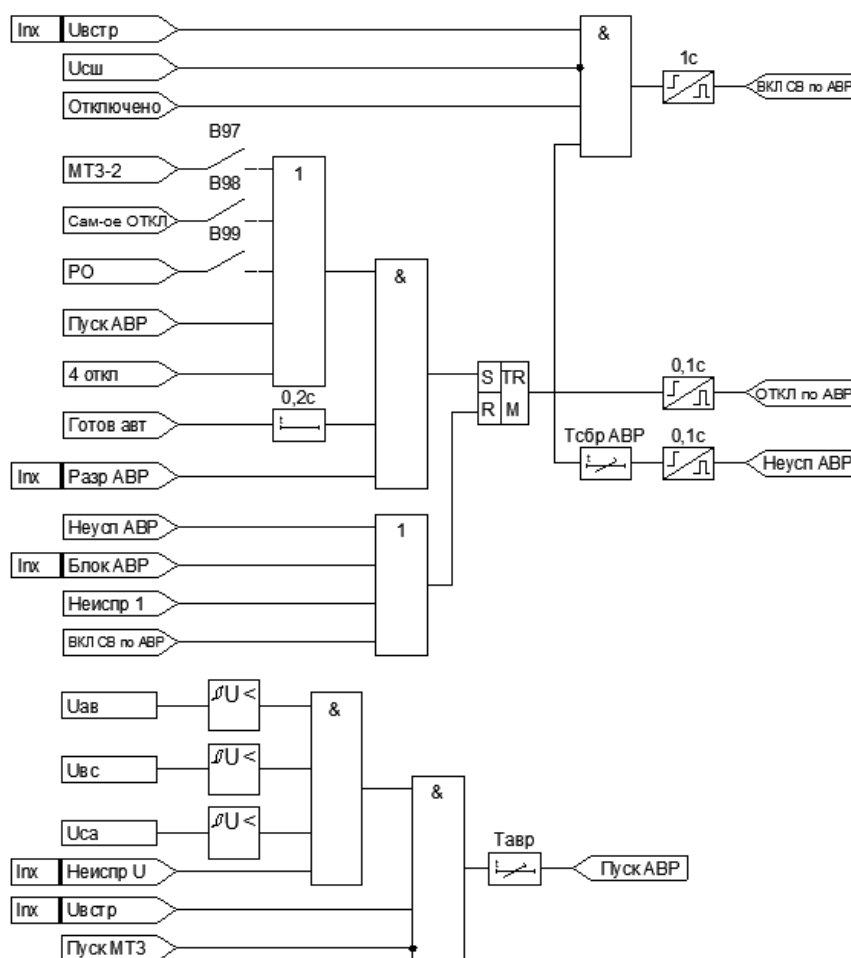 Inx Uвстр
&
Uсш
1с
ВКЛ СВ по АВР
Отключено
В97
МТЗ-2
1
В98
Сам-ое ОТКЛ
В99
РО
&
Пуск АВР
4 откл
S TR
R M
0,1с
ОТКЛ по АВР
0,2с
Готов авт
Тсбр АВР
0,1с
Неусп АВР
Inx Разр АВР
Неусп АВР
1
Inx Блок АВР
Неиспр 1
ВКЛ СВ по АВР
Uав
U <
&
Uвс
U <
&
Uса
U <
Тавр
Inx Неиспр U
Пуск АВР
Inx Uвстр
Пуск МТЗ